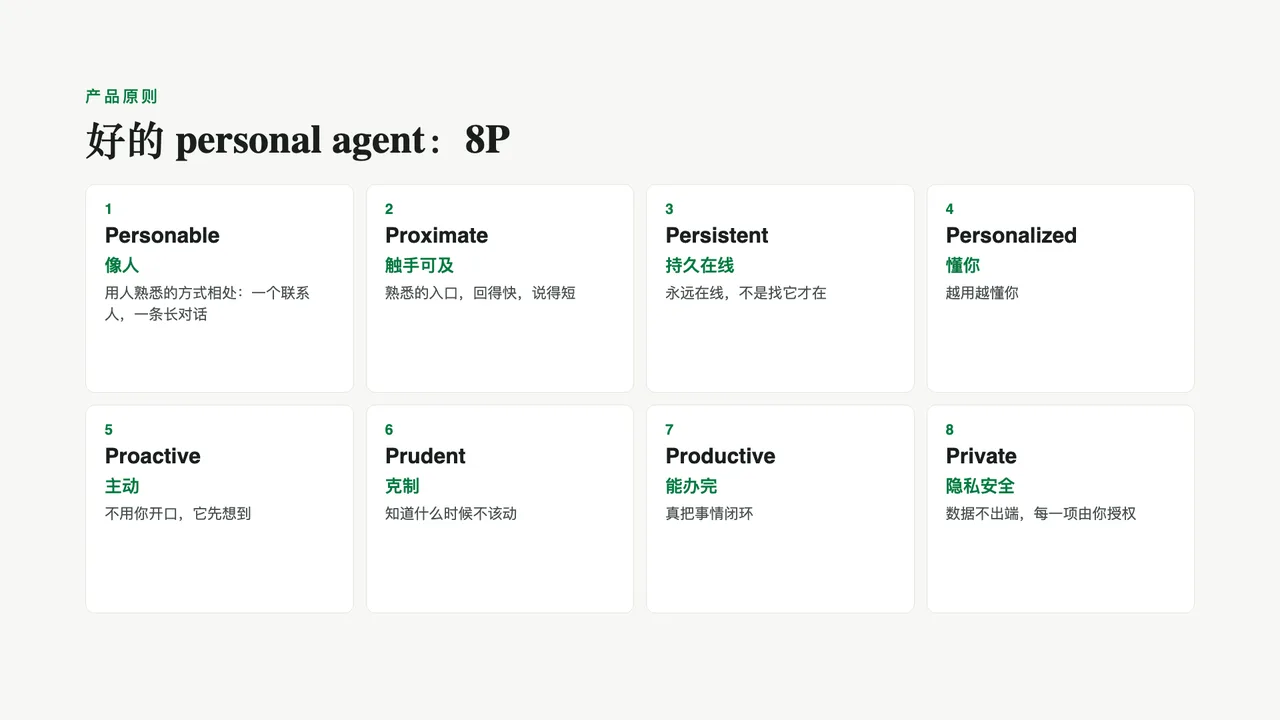 产品原则
好的 personal agent：8P
1
Personable
像人
用人熟悉的方式相处：一个联系
人，一条长对话
2
Proximate
触手可及
熟悉的入口，回得快，说得短
3
Persistent
持久在线
永远在线，不是找它才在
4
Personalized
懂你
越用越懂你
5
Proactive
主动
不用你开口，它先想到
6
Prudent
克制
知道什么时候不该动
7
Productive
能办完
真把事情闭环
8
Private
隐私安全
数据不出端，每一项由你授权